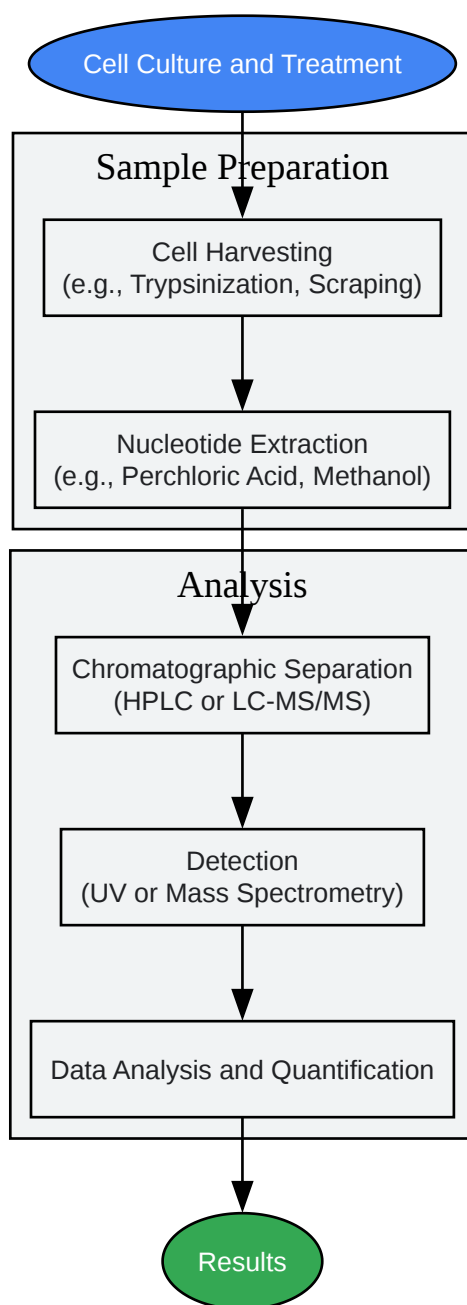 Cell Culture and Treatment
Sample Preparation
Cell Harvesting
(e.g., Trypsinization, Scraping)
Nucleotide Extraction
(e.g., Perchloric Acid, Methanol)
Analysis
Chromatographic Separation
(HPLC or LC-MS/MS)
Detection
(UV or Mass Spectrometry)
Data Analysis and Quantification
Results